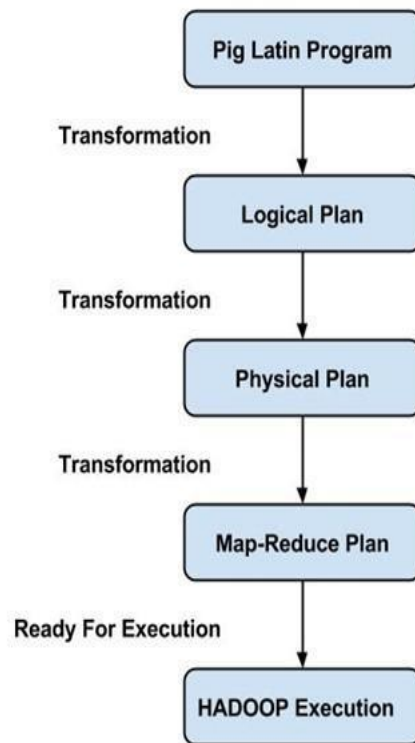 Pig Latin Program
Transformation
Logical Plan
Transformation
Physical Plan
Transformation
Map-Reduce Plan
Ready For Execution
HADOOP Execution